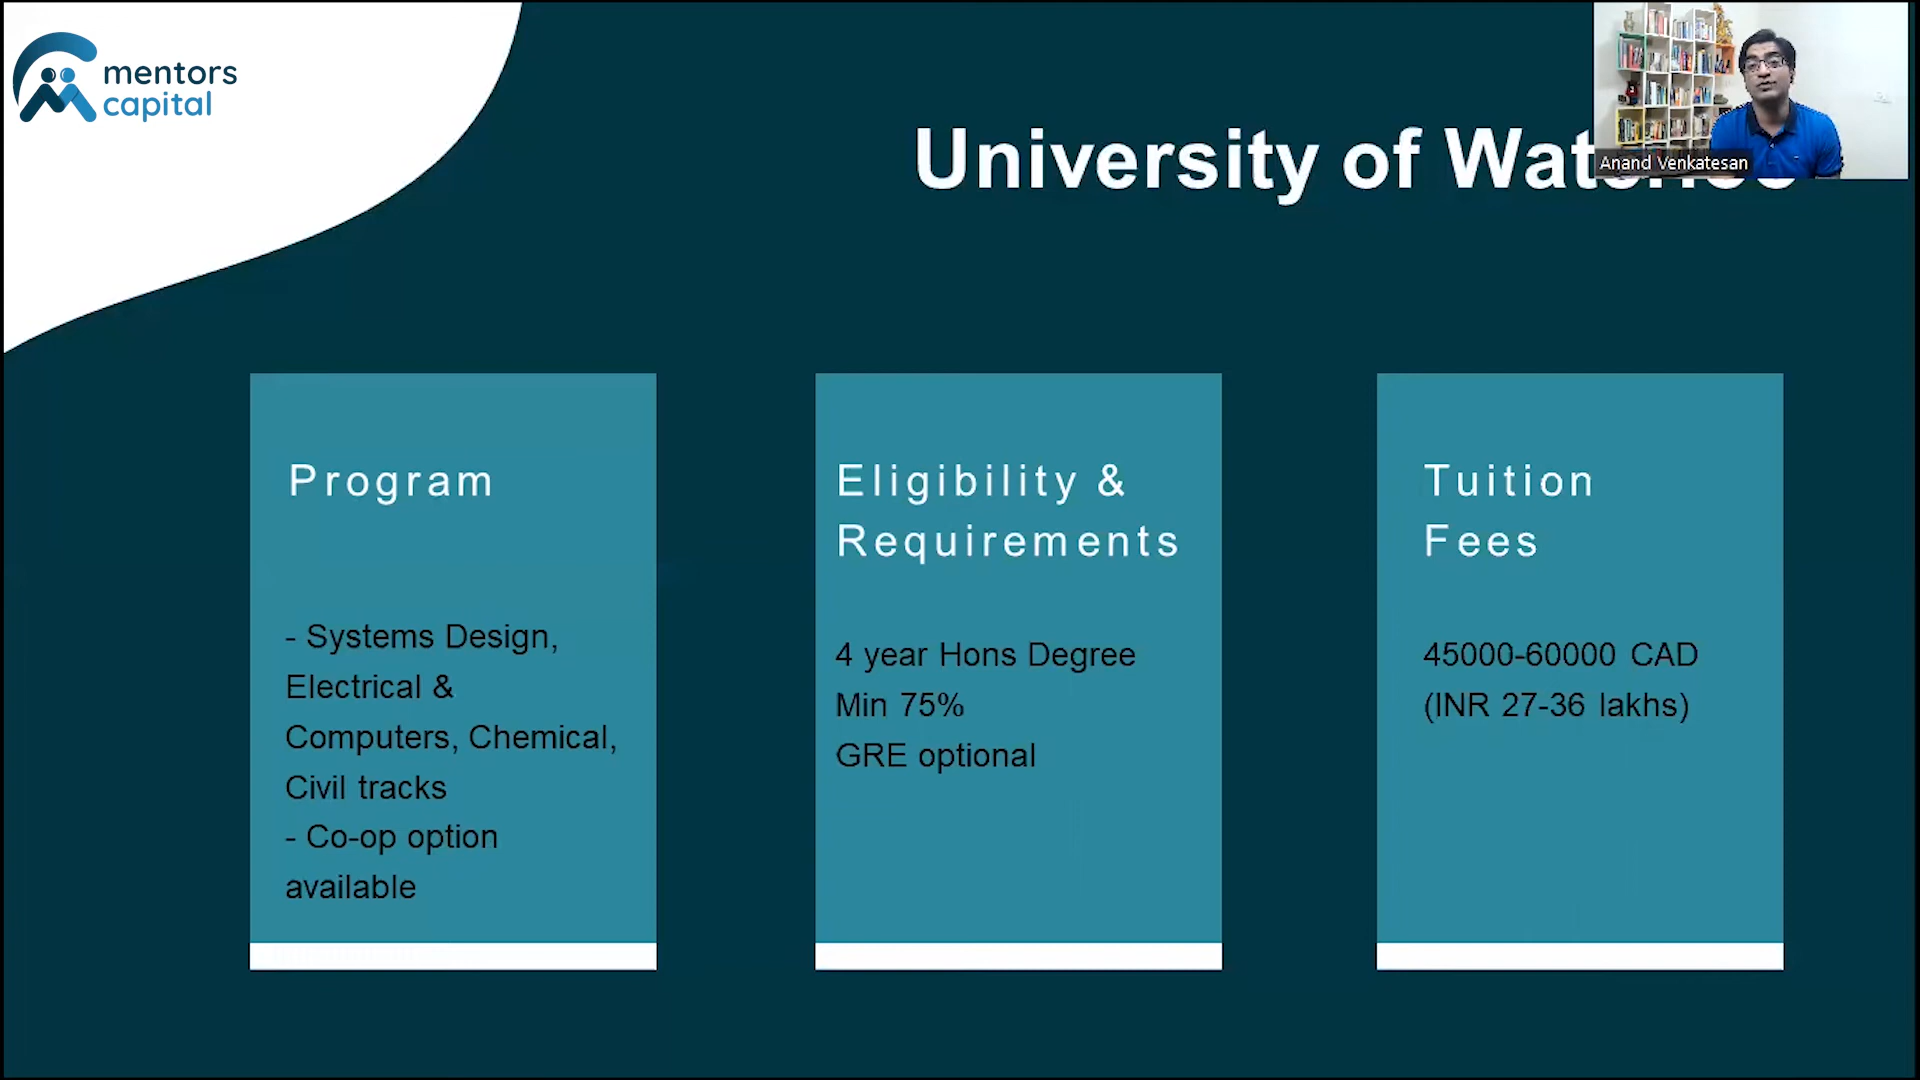 mentors
capital
University of
Anand Venkatesan
Program
- Systems Design,
Electrical &
Computers, Chemical,
Civil tracks
- Co-op option
available
Eligibility &
Requirements
4 year Hons Degree
Min 75%
GRE optional
Tuition
Fees
45000-60000 CAD
(INR 27-36 lakhs)